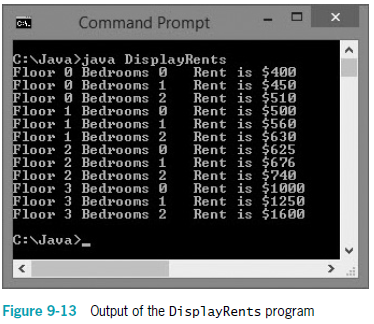 Command Prompt
C:\Java>java DisplayRents
Floor 0 Bedrooms 0 Rent is $400
Floor 0 Bedrooms 1 Rent is $450
Floor 0 Bedrooms 2 Rent is $510
Floor 1 Bedrooms 0 Rent is $500
Floor 1 Bedrooms 1 Rent is $560
Floor 1 Bedrooms 2 Rent is $630
Floor 2 Bedrooms 0 Rent is $625
Floor 2 Bedrooms 1 Rent is $676
Floor 2 Bedrooms 2 Rent is $740
Floor 3 Bedrooms 0 Rent is $1000
Floor 3 Bedrooms 1 Rent is $1250
Floor 3 Bedrooms 2 Rent is $1600
C:\Java>_
Figure 9-13 Output of the DisplayRents program